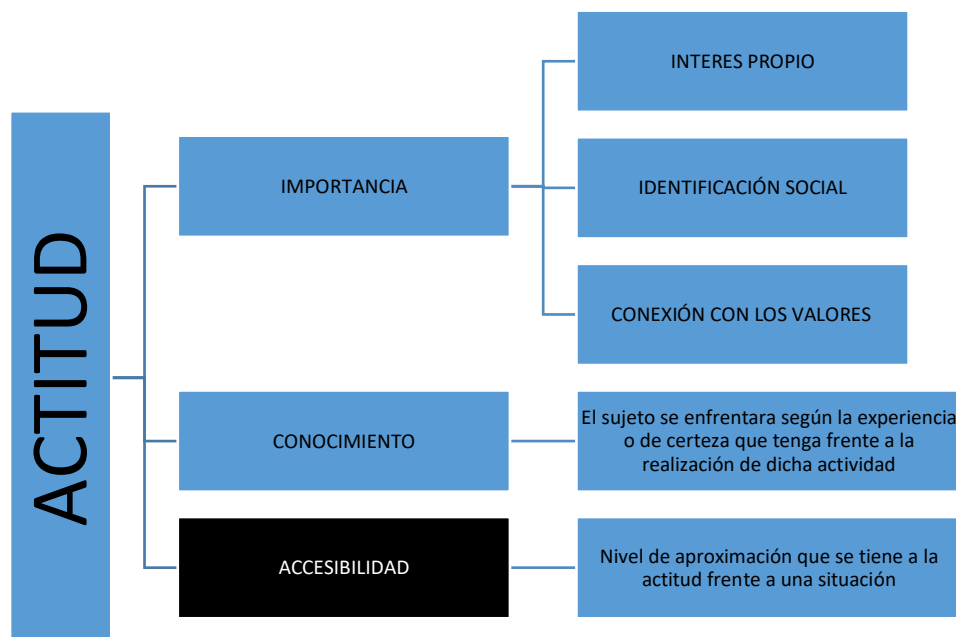 ACTITUD
IMPORTANCIA
INTERES PROPIO
IDENTIFICACIÓN SOCIAL
CONEXIÓN CON LOS VALORES
CONOCIMIENTO
El sujeto se enfrentara según la experiencia
o de certeza que tenga frente a la
realización de dicha actividad
ACCESIBILIDAD
Nivel de aproximación que se tiene a la
actitud frente a una situación